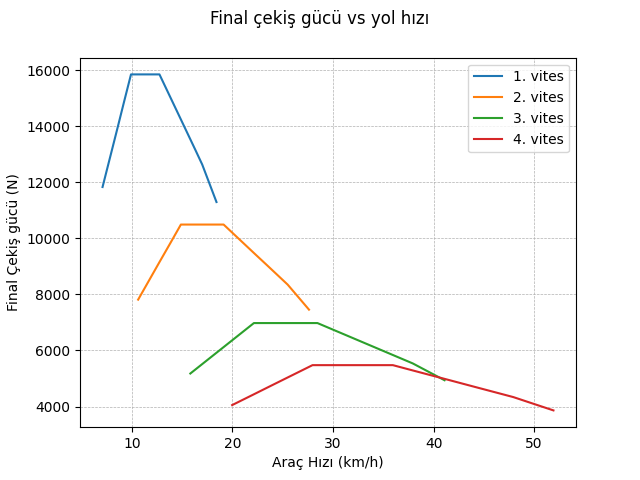 Final çekiş gücü vs yol hızı
1. vites
2. vites
3. vites
4. vites
16000
14000
12000
10000
8000
6000
4000
Final Çekiş gücü (N)
10 20 30 40 50
Araç Hızı (km/h)